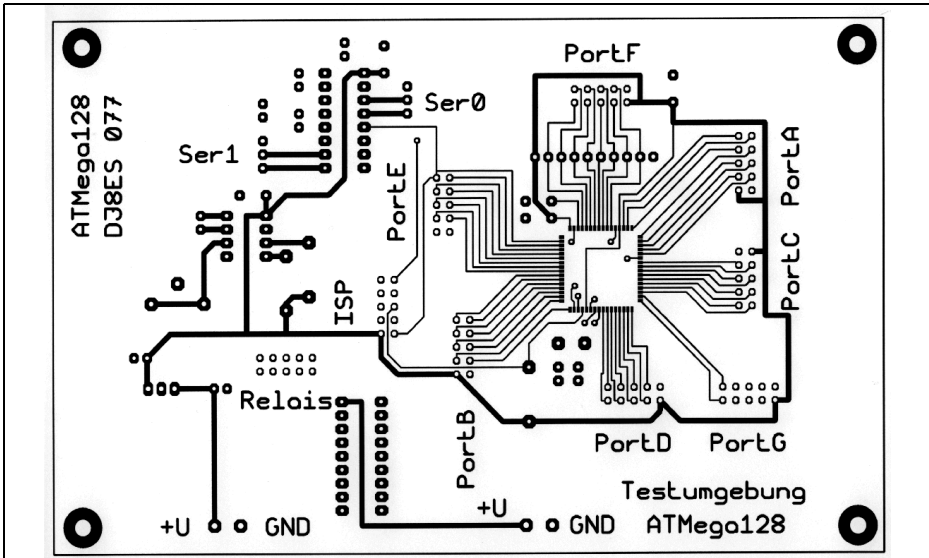 ATMega128
DJ8ES 077
Ser0
Ser1
PortF
PortA
PortE
PortC
ISP
Relais
PortB
PortD
PortG
+U
GND
+U
GND
Testumgebung
ATMega128